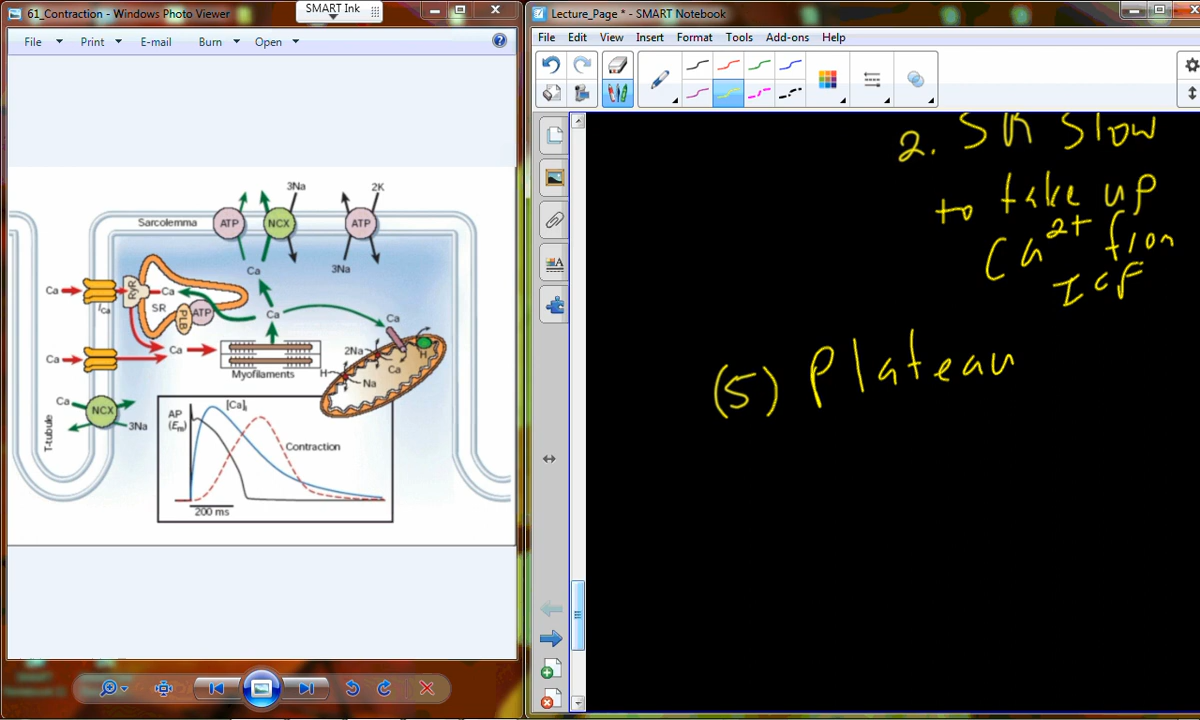 61_Contraction - Windows Photo Viewer
SMART Ink
File Print E-mail Burn Open
3Na
2K
Sarcolemma
ATP
NCX
ATP
Ca
3Na
Ca
ICa
RyR
Ca
SR
PLB
ATP
Ca
Ca
Ca
Ca
Myofilaments
2Na
Ca
H
H
Na
Ca
NCX
3Na
T-tubule
AP
(Em)
[Ca]i
Contraction
200 ms
Lecture_Page * - SMART Notebook
File Edit View Insert Format Tools Add-ons Help
2. SR slow
to take up
Ca2+ from
ICF
(5) Plateau